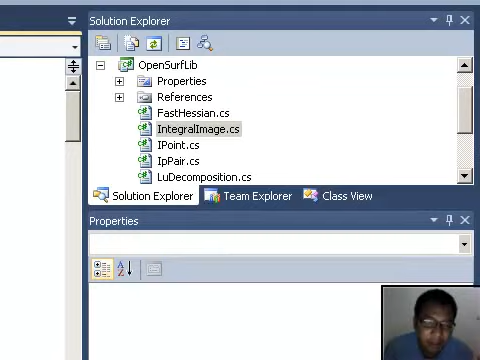 Solution Explorer
OpenSurfLib
Properties
References
FastHessian.cs
IntegralImage.cs
IPoint.cs
IpPair.cs
LuDecomposition.cs
Solution Explorer Team Explorer Class View
Properties